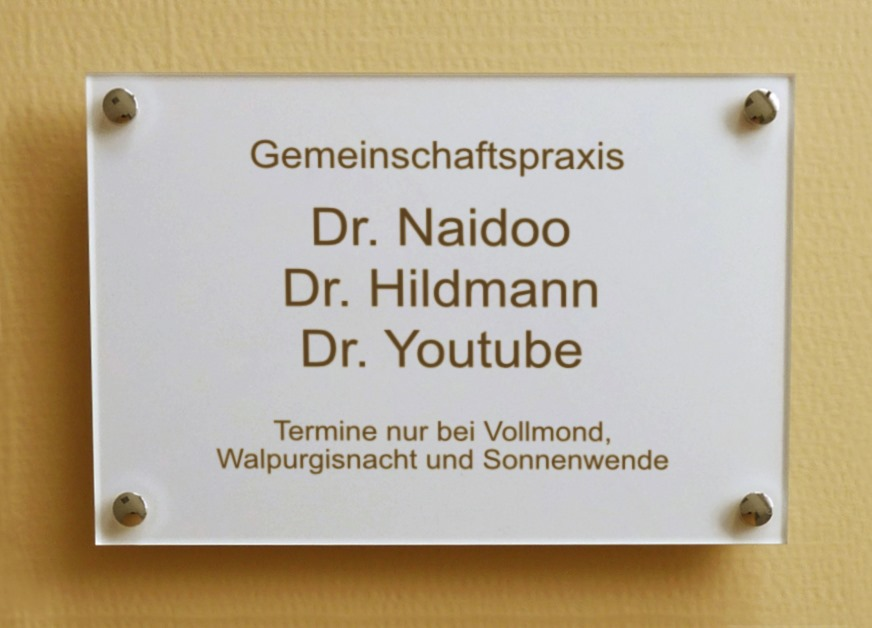 Gemeinschaftspraxis
Dr. Naidoo
Dr. Hildmann
Dr. Youtube
Termine nur bei Vollmond,
Walpurgisnacht und Sonnenwende